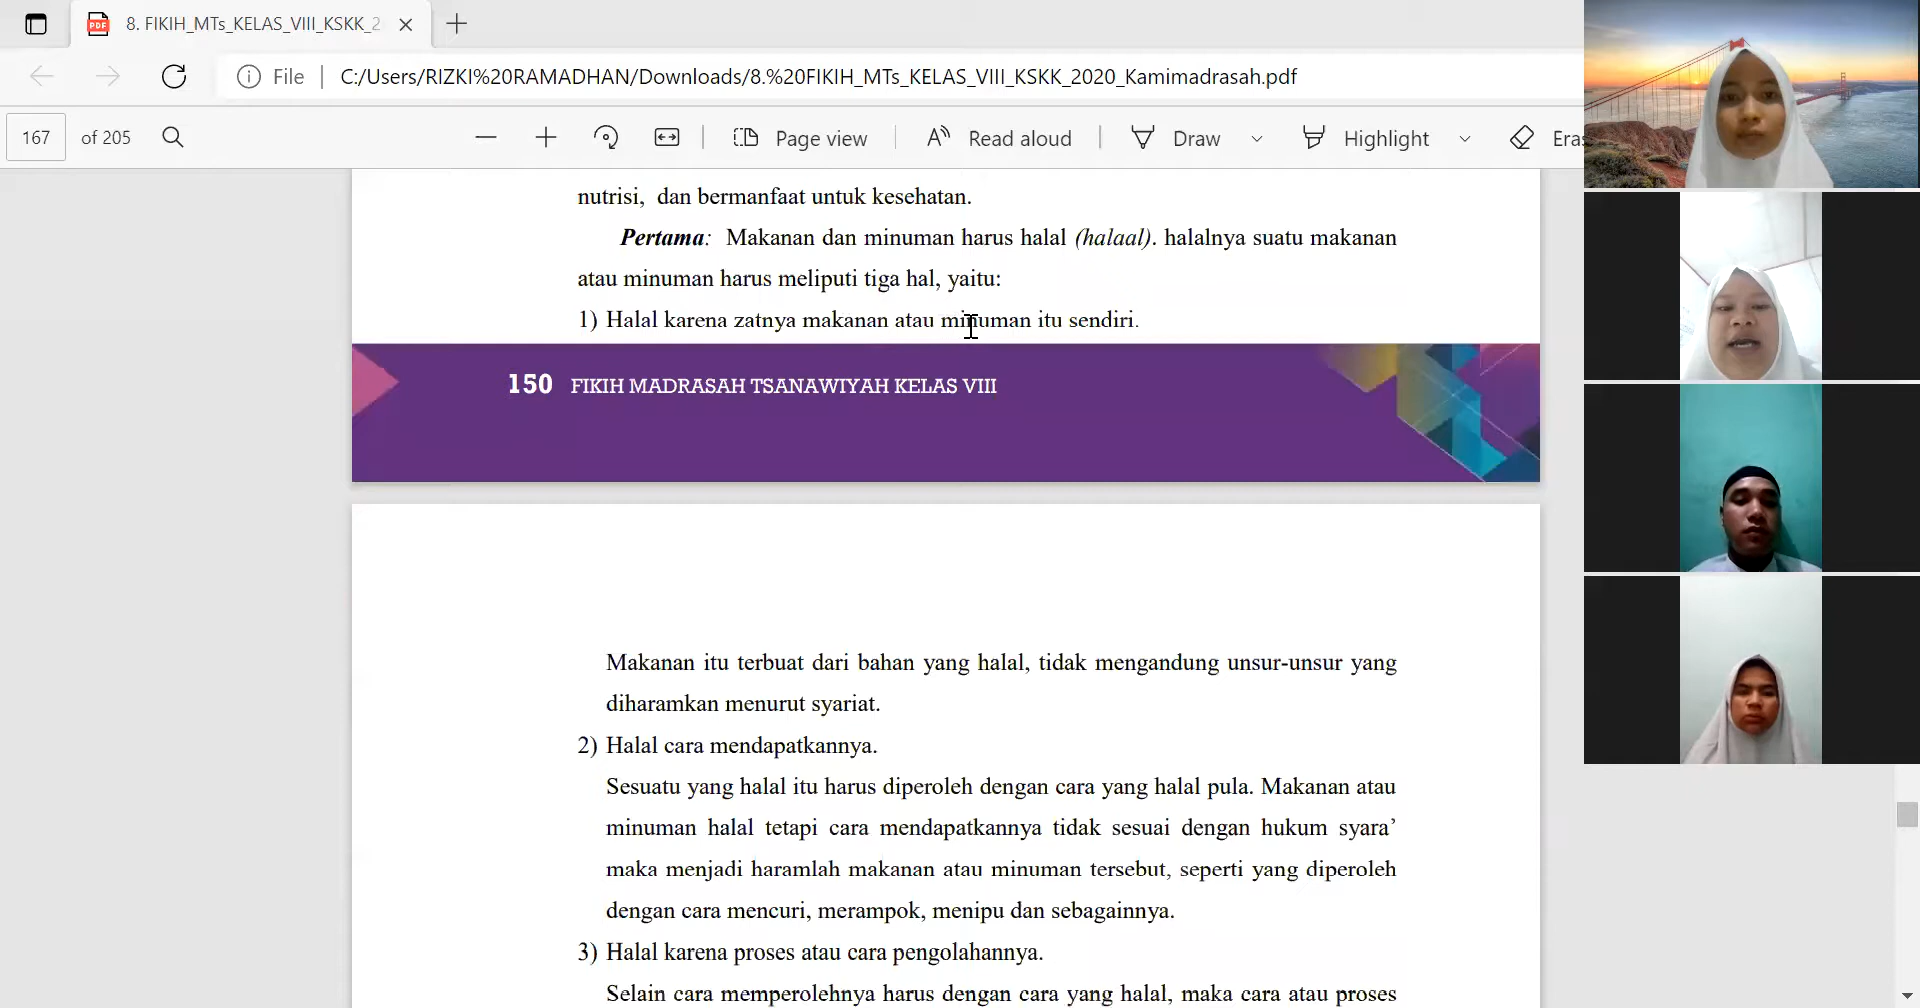 8. FIKIH_MTs_KELAS_VIII_KSKK_2
File
C:/Users/RIZKI%20RAMADHAN/Downloads/8.%20FIKIH_MTs_KELAS_VIII_KSKK_2020_Kamimadrasah.pdf
167 of 205
Page view
Read aloud
Draw
Highlight
Eras
nutrisi, dan bermanfaat untuk kesehatan.
Pertama: Makanan dan minuman harus halal (halaal). halalnya suatu makanan
atau minuman harus meliputi tiga hal, yaitu:
1) Halal karena zatnya makanan atau minuman itu sendiri.
150 FIKIH MADRASAH TSANAWIYAH KELAS VIII
Makanan itu terbuat dari bahan yang halal, tidak mengandung unsur-unsur yang
diharamkan menurut syariat.
2) Halal cara mendapatkannya.
Sesuatu yang halal itu harus diperoleh dengan cara yang halal pula. Makanan atau
minuman halal tetapi cara mendapatkannya tidak sesuai dengan hukum syara’
maka menjadi haramlah makanan atau minuman tersebut, seperti yang diperoleh
dengan cara mencuri, merampok, menipu dan sebagainnya.
3) Halal karena proses atau cara pengolahannya.
Selain cara memperolehnya harus dengan cara yang halal, maka cara atau proses